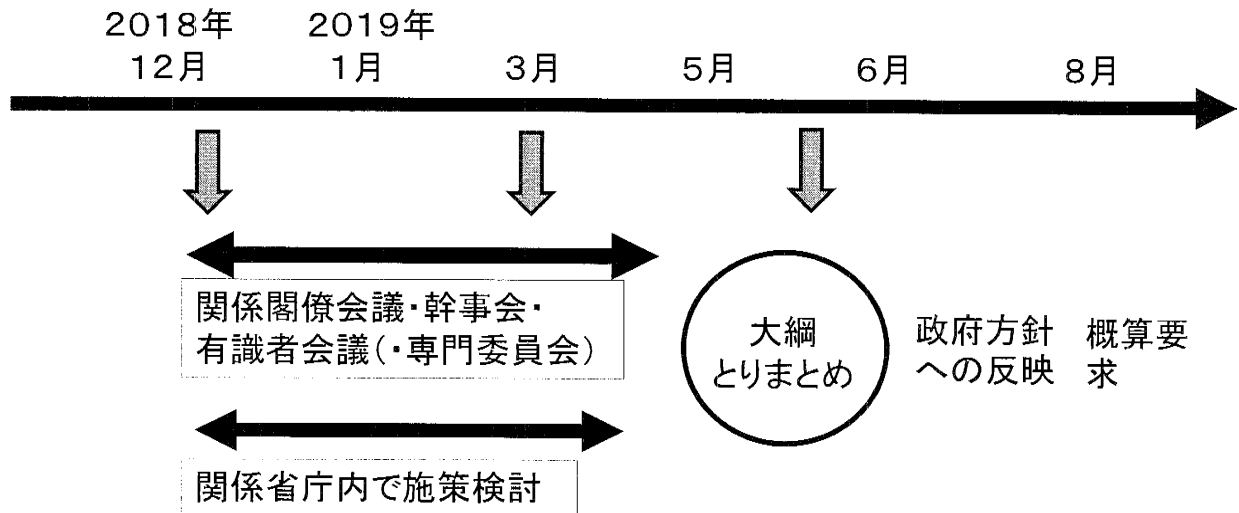 2018年 2019年
12月 1月 3月 5月 6月 8月
関係閣僚会議・幹事会・
有識者会議(・専門委員会)
関係省庁内で施策検討
大綱
とりまとめ
政府方針
への反映
概算要
求